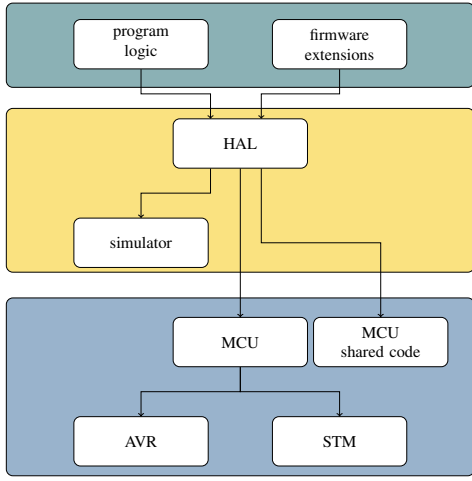 program
logic
firmware
extensions
HAL
simulator
MCU
MCU
shared code
AVR
STM